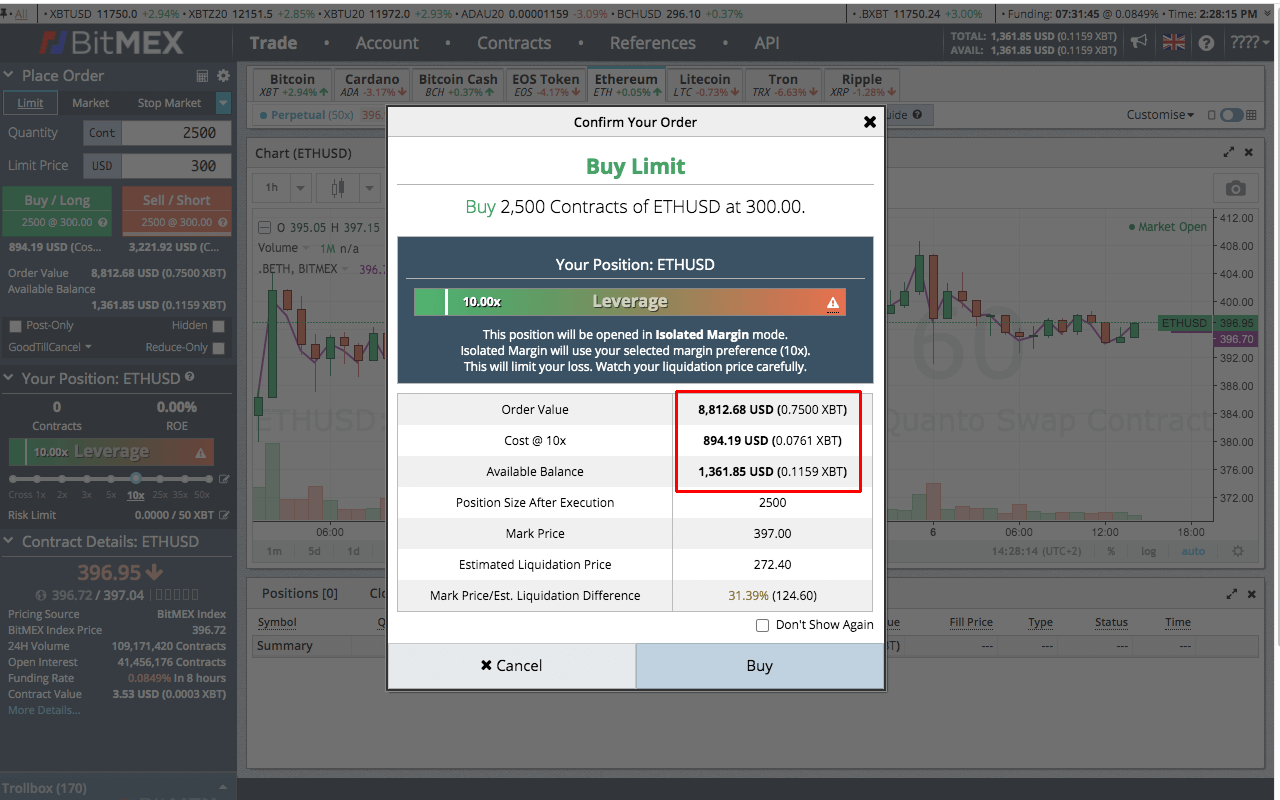 All • XBTUSD 11750.0 +2.94% • XBTZ20 12151.5 +2.85% • XBTU20 11972.0 +2.93% • ADAU20 0.00001159 -3.09% • BCHUSD 296.10 +0.37% • .BXBT 11750.24 +3.00% • Funding: 07:31:45 @ 0.0849% • Time: 2:28:15 PM
BitMEX Trade • Account • Contracts • References • API TOTAL: 1,361.85 USD (0.1159 XBT) ????
AVAIL: 1,361.85 USD (0.1159 XBT)
Place Order
Limit Market Stop Market
Quantity Cont 2500
Limit Price USD 300
Buy / Long Sell / Short
2500 @ 300.00 2500 @ 300.00
894.19 USD (Cos... 3,221.92 USD (C...
Order Value 8,812.68 USD (0.7500 XBT)
Available Balance
1,361.85 USD (0.1159 XBT)
Post-Only Hidden
GoodTillCancel Reduce-Only
Your Position: ETHUSD
0 0.00%
Contracts ROE
10.00x Leverage
Cross 1x 2x 3x 5x 10x 25x 35x 50x
Risk Limit 0.0000 / 50 XBT
Contract Details: ETHUSD
396.95
396.72 / 397.04
Pricing Source BitMEX Index
BitMEX Index Price 396.72
24H Volume 109,171,420 Contracts
Open Interest 41,456,176 Contracts
Funding Rate 0.0849% In 8 hours
Contract Value 3.53 USD (0.0003 XBT)
More Details...
Trollbox (170)
Bitcoin Cardano Bitcoin Cash EOS Token Ethereum Litecoin Tron Ripple
XBT +2.94% ADA -3.17% BCH +0.37% EOS -4.17% ETH +0.05% LTC -0.73% TRX -6.63% XRP -1.28%
Perpetual (50x) 396. uide Customise
Chart (ETHUSD)
1h
O 395.05 H 397.15
Volume 1M n/a
.BETH, BITMEX 396.7
Market Open
60
ETHUSD: Quanto Swap Contract
412.00
408.00
404.00
400.00
ETHUSD 396.95
396.70
392.00
388.00
384.00
380.00
376.00
372.00
06:00 6 06:00 12:00 18:00
1m 5d 1d 14:28:14 (UTC+2) % log auto
Positions [0] Clo
Symbol Q ue Fill Price Type Status Time
Summary BT) --- --- --- ---
Confirm Your Order
Buy Limit
Buy 2,500 Contracts of ETHUSD at 300.00.
Your Position: ETHUSD
10.00x Leverage
This position will be opened in Isolated Margin mode.
Isolated Margin will use your selected margin preference (10x).
This will limit your loss. Watch your liquidation price carefully.
Order Value 8,812.68 USD (0.7500 XBT)
Cost @ 10x 894.19 USD (0.0761 XBT)
Available Balance 1,361.85 USD (0.1159 XBT)
Position Size After Execution 2500
Mark Price 397.00
Estimated Liquidation Price 272.40
Mark Price/Est. Liquidation Difference 31.39% (124.60)
Don't Show Again
Cancel Buy